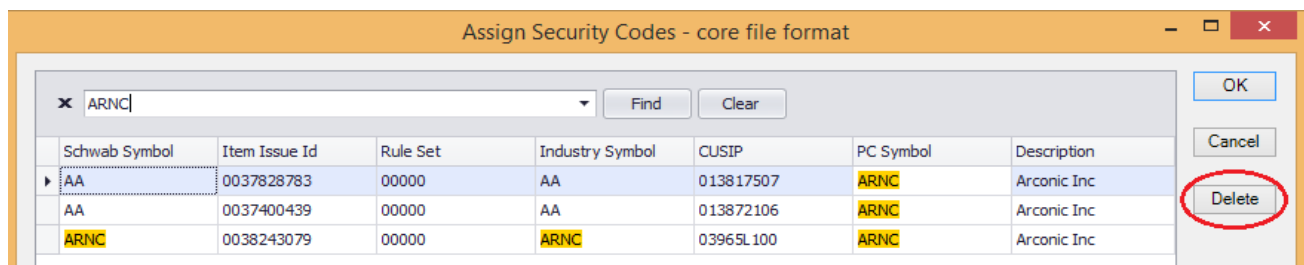 Assign Security Codes - core file format
ARNC Find Clear OK
Cancel
Schwab Symbol Item Issue Id Rule Set Industry Symbol CUSIP PC Symbol Description
AA 0037828783 00000 AA 013817507 ARNC Arconic Inc
Delete
AA 0037400439 00000 AA 013872106 ARNC Arconic Inc
ARNC 0038243079 00000 ARNC 03965L100 ARNC Arconic Inc